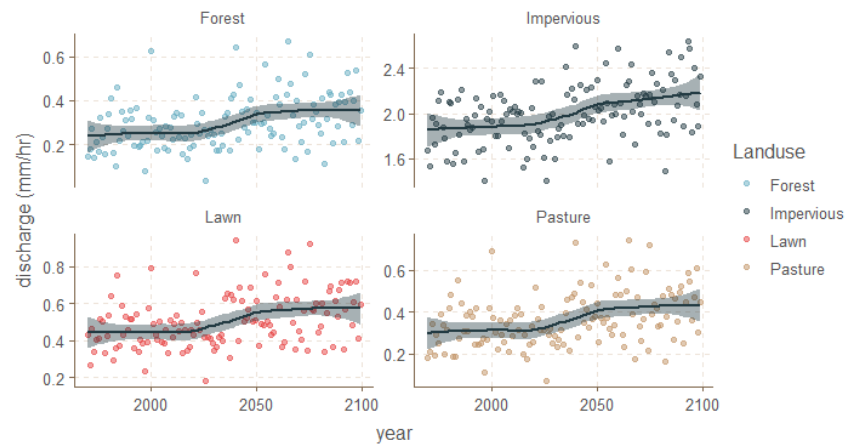 Forest
Impervious
0.6
0.4
0.2
2.4
2.0
1.6
discharge (mm/hr)
Lawn
Pasture
0.8
0.6
0.4
0.2
0.6
0.4
0.2
2000
2050
2100
2000
2050
2100
year
Landuse
Forest
Impervious
Lawn
Pasture